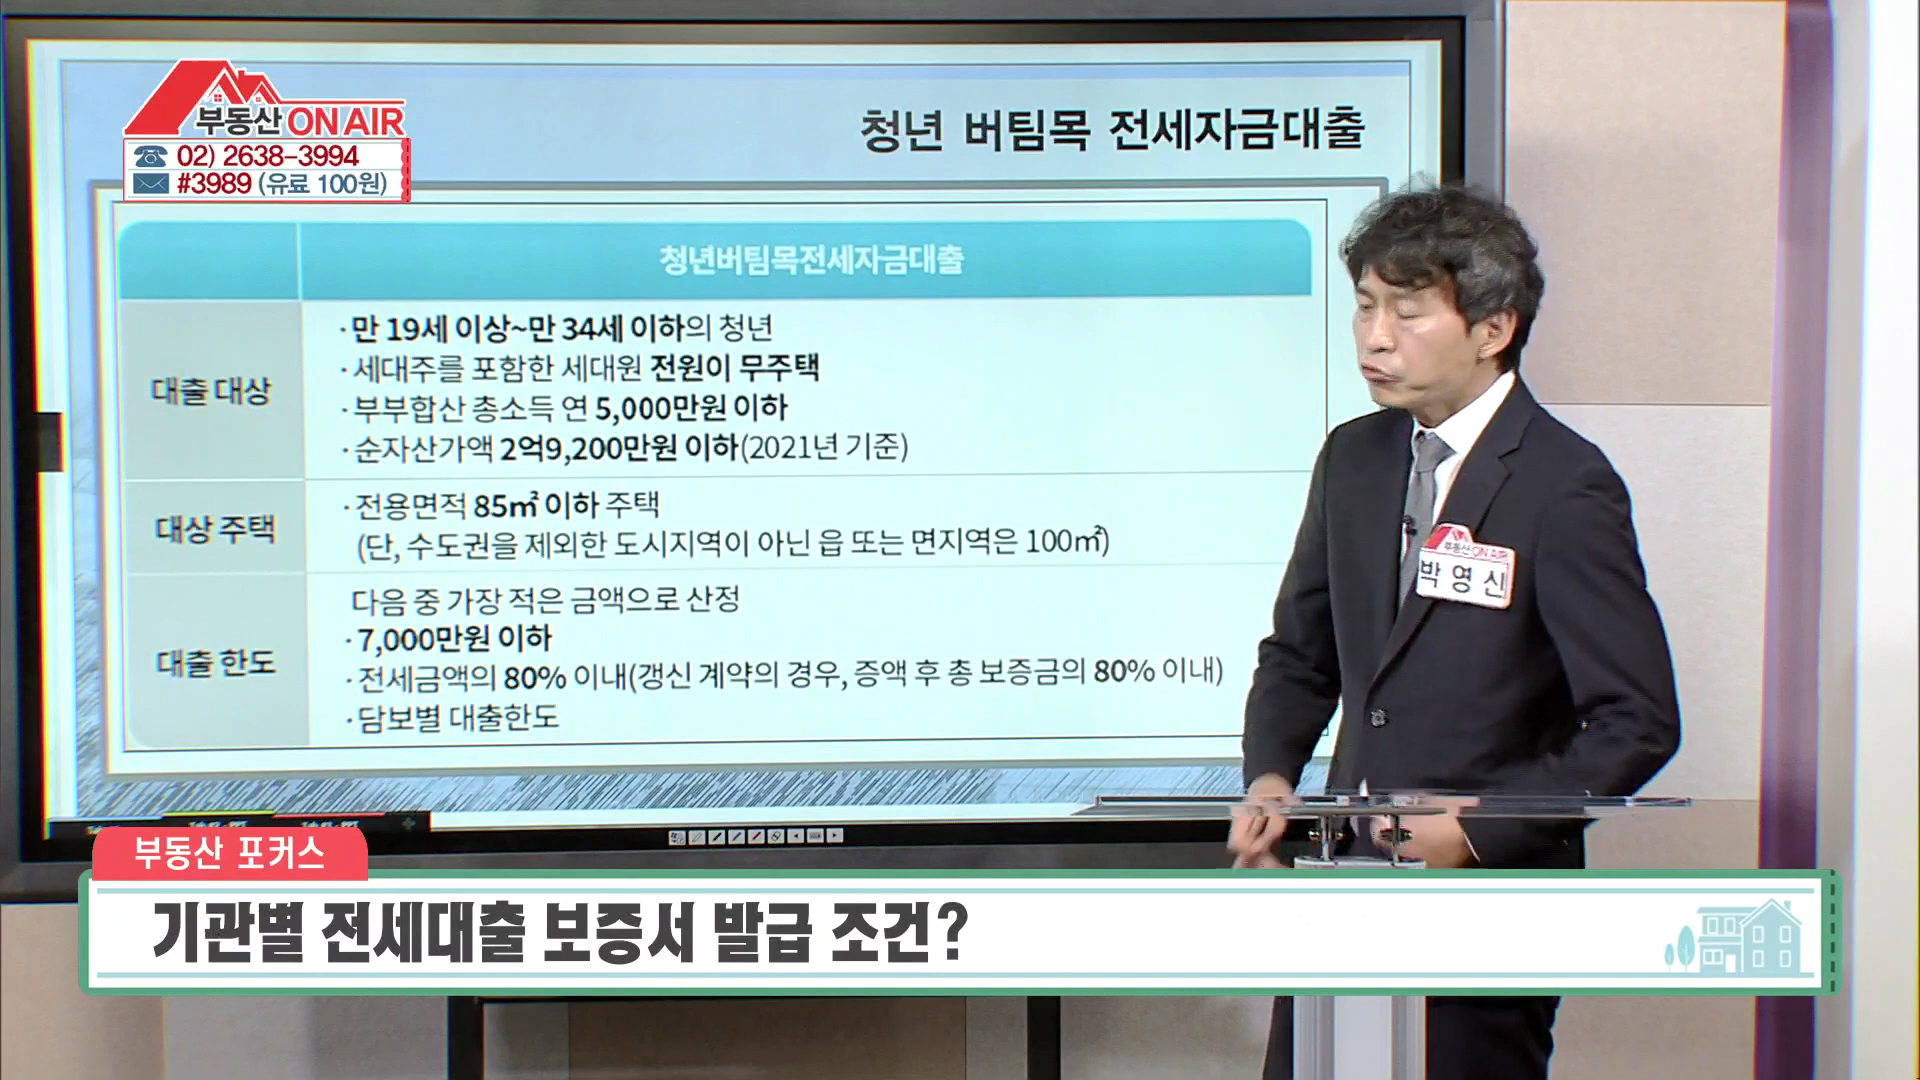 부동산 ON AIR
02) 2638-3994
#3989 (유료 100원)
청년 버팀목 전세자금대출
청년버팀목전세자금대출
대출 대상
·만 19세 이상~만 34세 이하의 청년
·세대주를 포함한 세대원 전원이 무주택
·부부합산 총소득 연 5,000만원 이하
·순자산가액 2억9,200만원 이하(2021년 기준)
대상 주택
·전용면적 85㎡ 이하 주택
(단, 수도권을 제외한 도시지역이 아닌 읍 또는 면지역은 100㎡)
대출 한도
다음 중 가장 적은 금액으로 산정
·7,000만원 이하
·전세금액의 80% 이내(갱신 계약의 경우, 증액 후 총 보증금의 80% 이내)
·담보별 대출한도
부동산 ON AIR
박영신
부동산 포커스
기관별 전세대출 보증서 발급 조건?